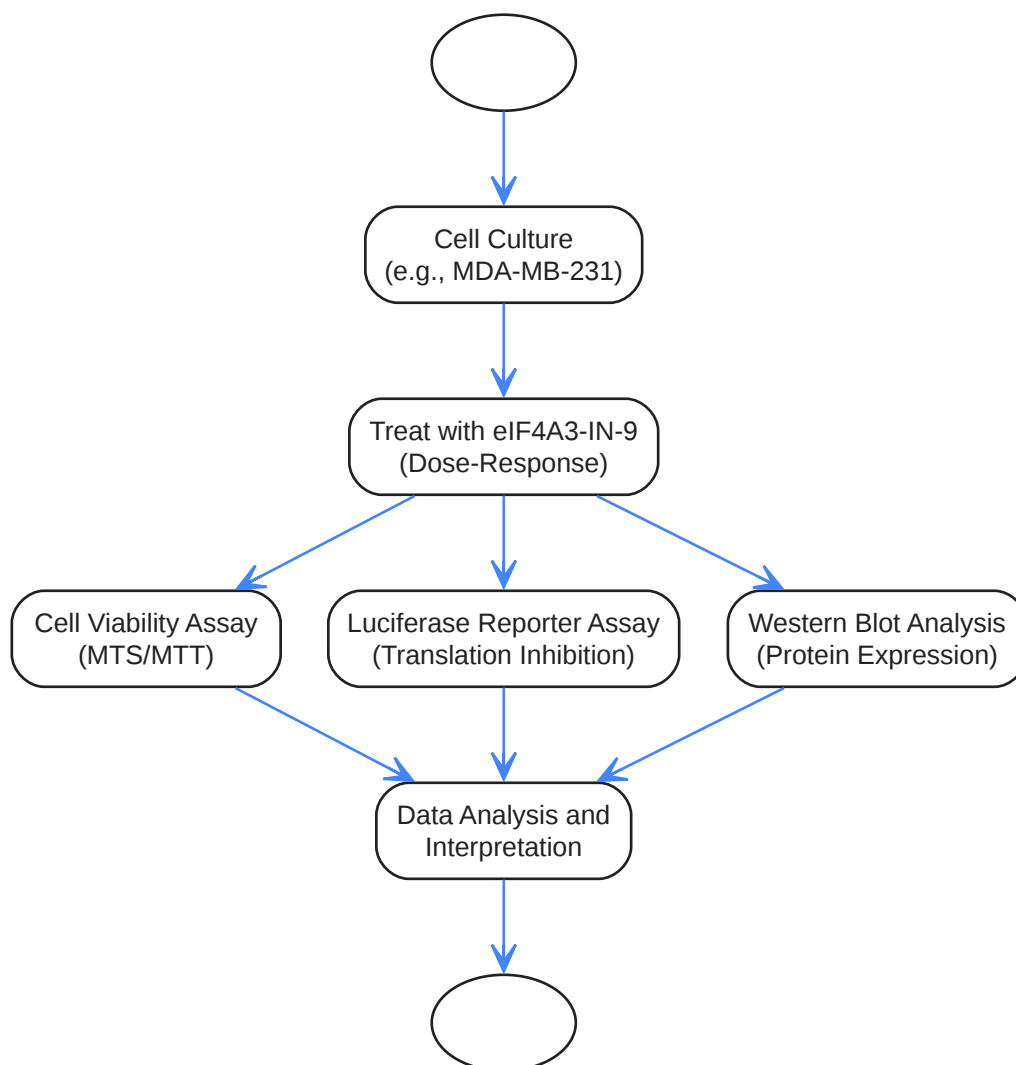 Cell Culture
(e.g., MDA-MB-231)
Treat with eIF4A3-IN-9
(Dose-Response)
Cell Viability Assay
(MTS/MTT)
Luciferase Reporter Assay
(Translation Inhibition)
Western Blot Analysis
(Protein Expression)
Data Analysis and
Interpretation